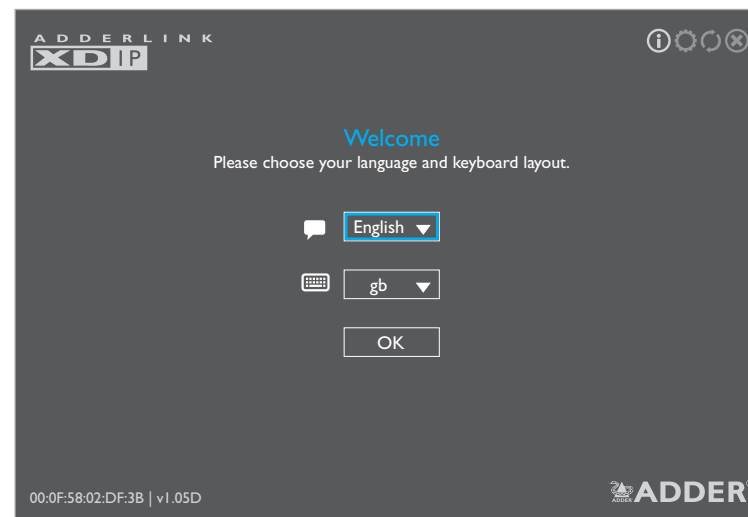 ADDERLINK
XDIP
Welcome
Please choose your language and keyboard layout.
English
gb
OK
00:0F:58:02:DF:3B | v1.05D
ADDER
ADDER®